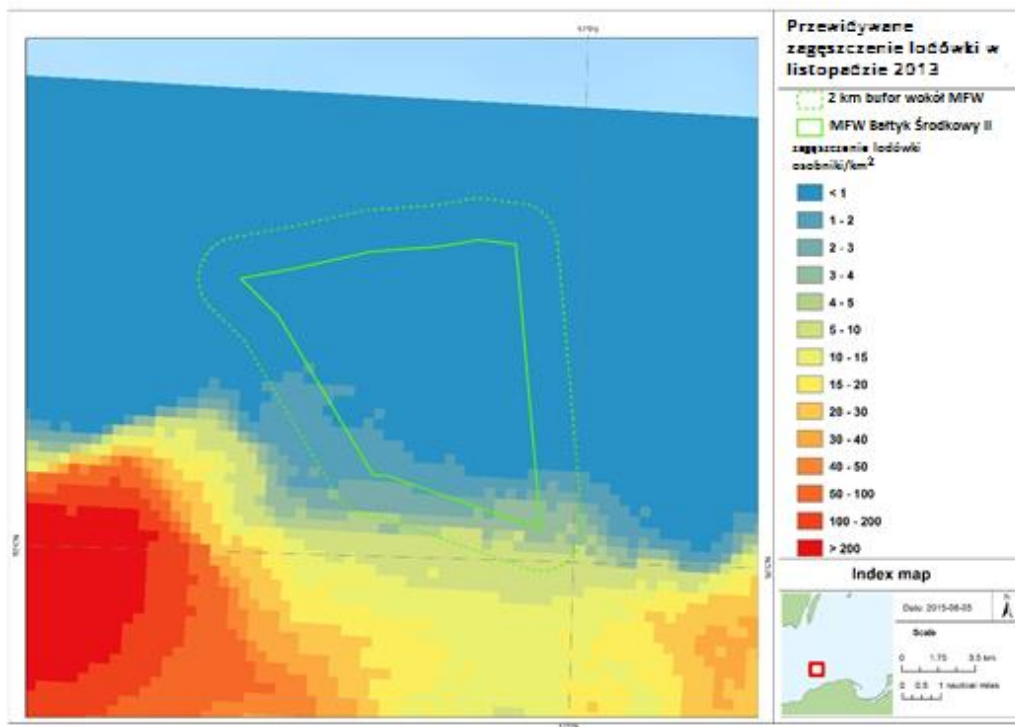 Przewidywane
zagęszczenie lodówki w
listopadzie 2013
2 km bufor wokół MFW
MFW Bełtyk Środkowy II
zagęszczenie lodówki
osobniki/km²
< 1
1 - 2
2 - 3
3 - 4
4 - 5
5 - 10
10 - 15
15 - 20
20 - 30
30 - 40
40 - 50
50 - 100
100 - 200
> 200
Index map
Date: 2015-06-05
N
Scale
0 1.75 3.5 km
0 0.5 1 nautical miles